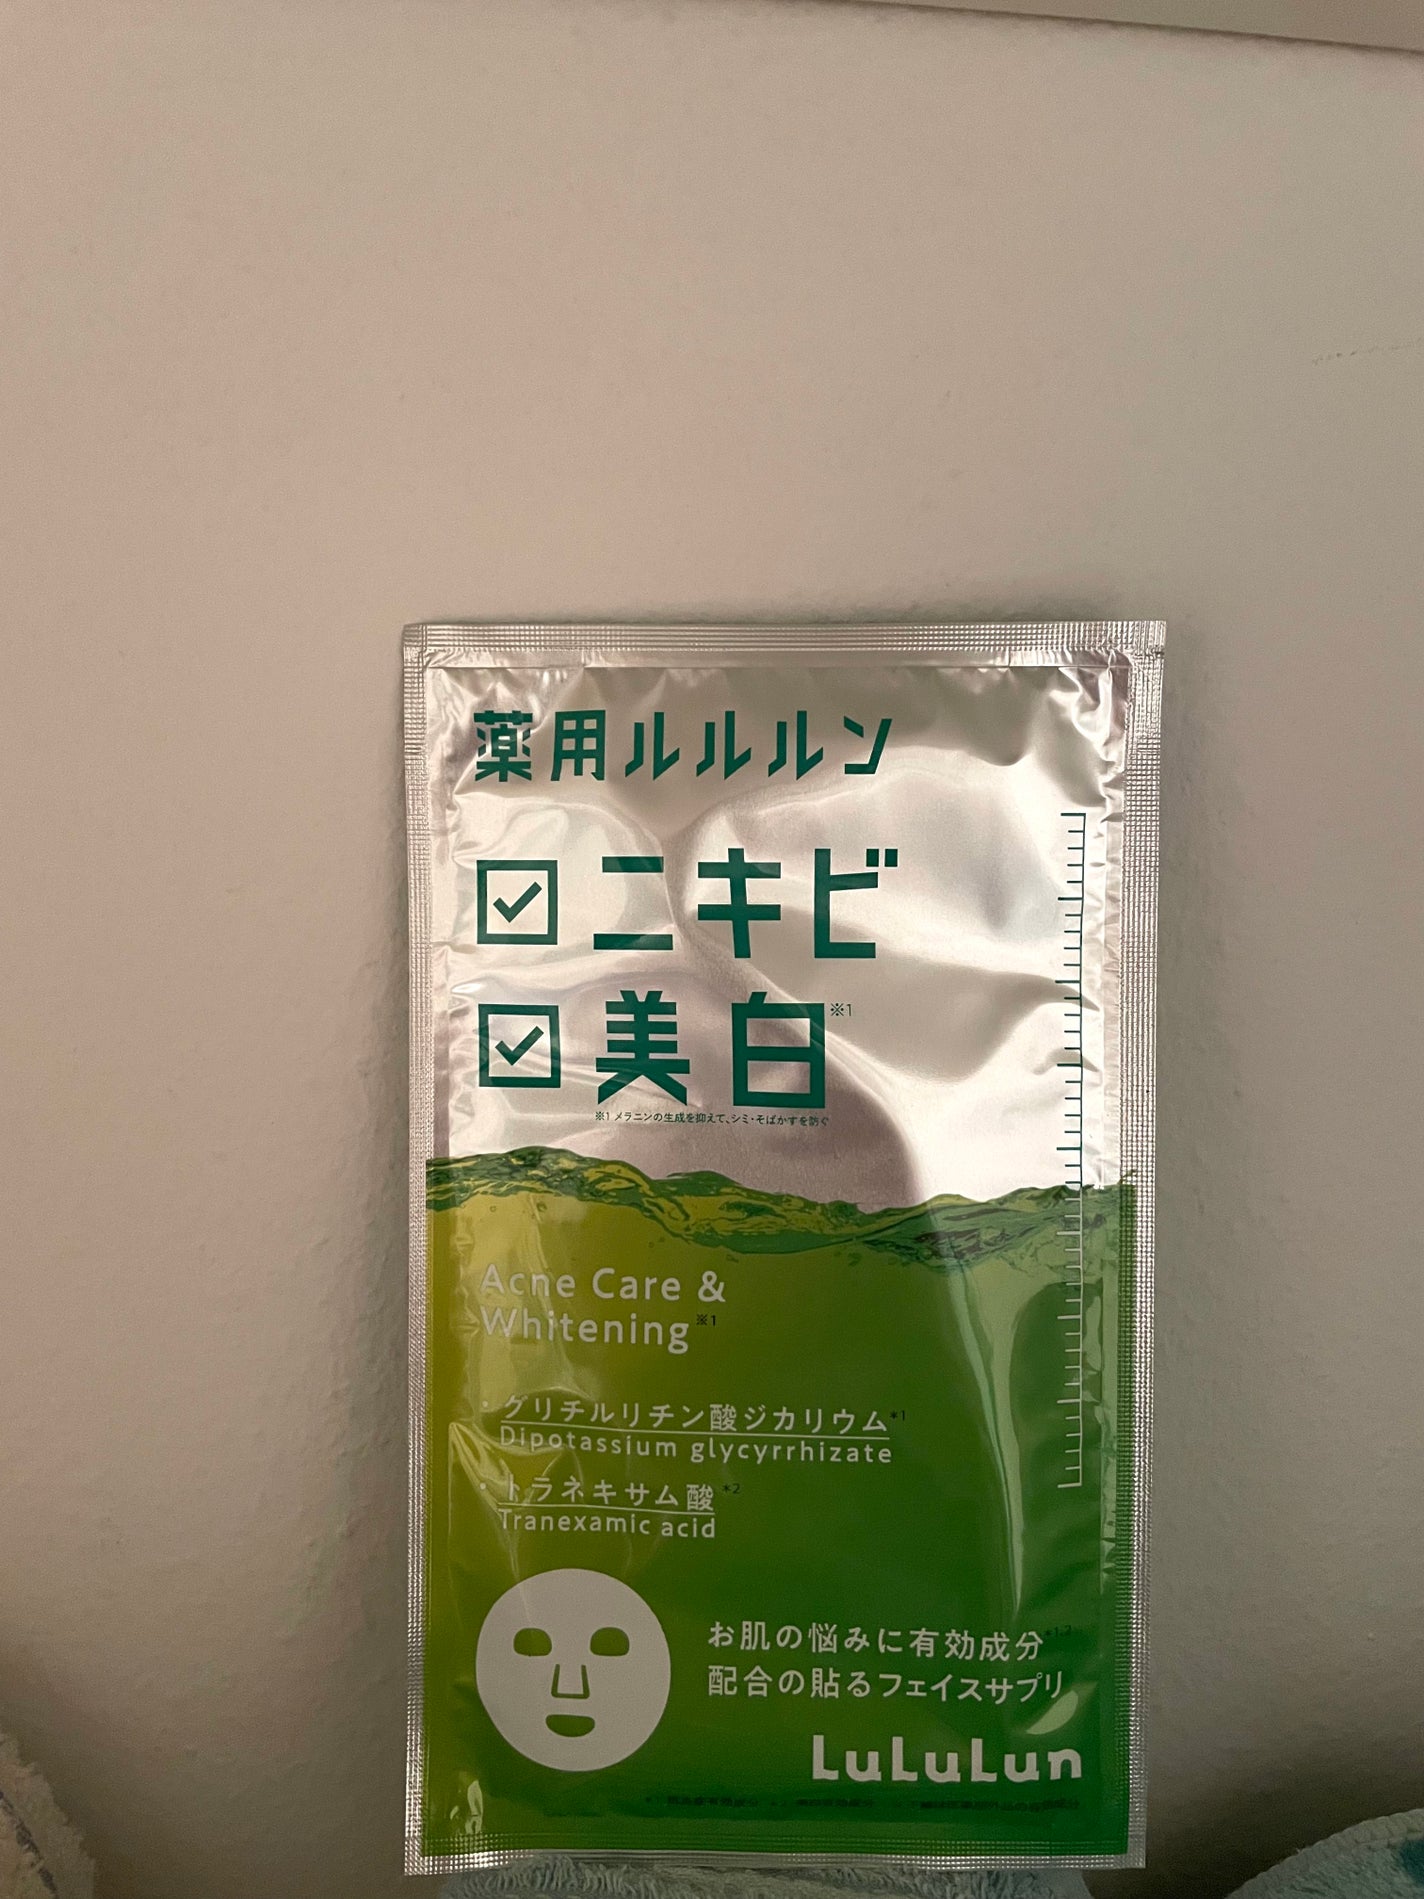 薬用ルルルン
ニキビ
美白※1
※1 メラニンの生成を抑えて、シミ・そばかすを防ぐ
Acne Care &
Whitening※1
・グリチルリチン酸ジカリウム*1
Dipotassium glycyrrhizate
・トラネキサム酸*2
Tranexamic acid
お肌の悩みに有効成分*1,2
配合の貼るフェイスサプリ
LuLuLun